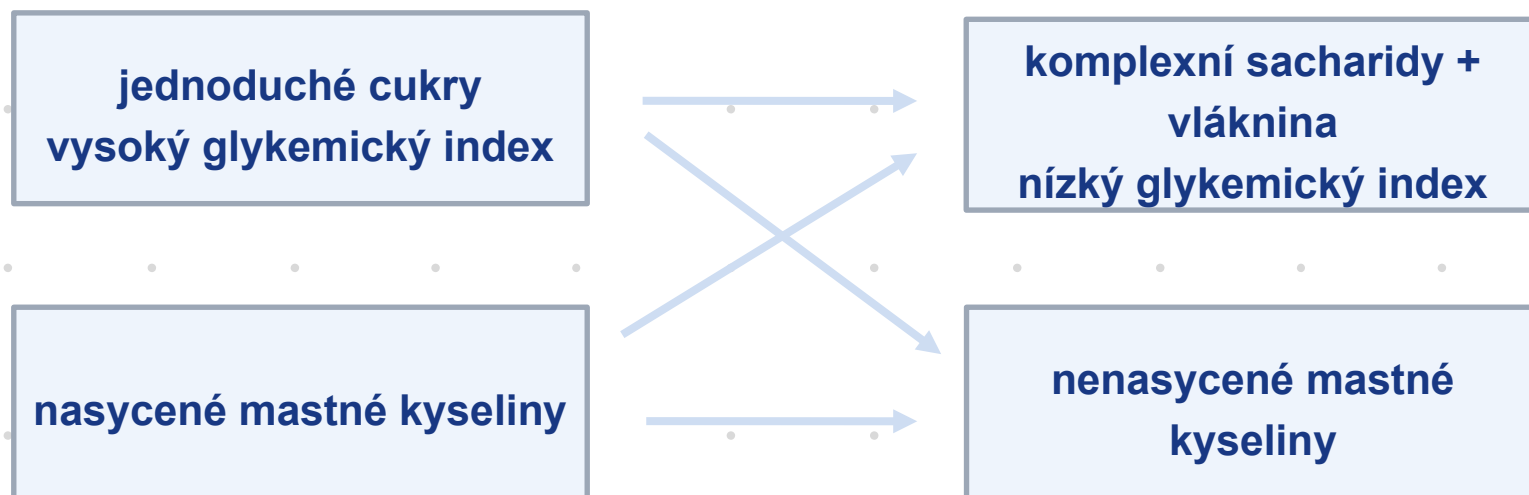 jednoduché cukry
vysoký glykemický index
komplexní sacharidy +
vláknina
nízký glykemický index
nasycené mastné kyseliny
nenasycené mastné
kyseliny